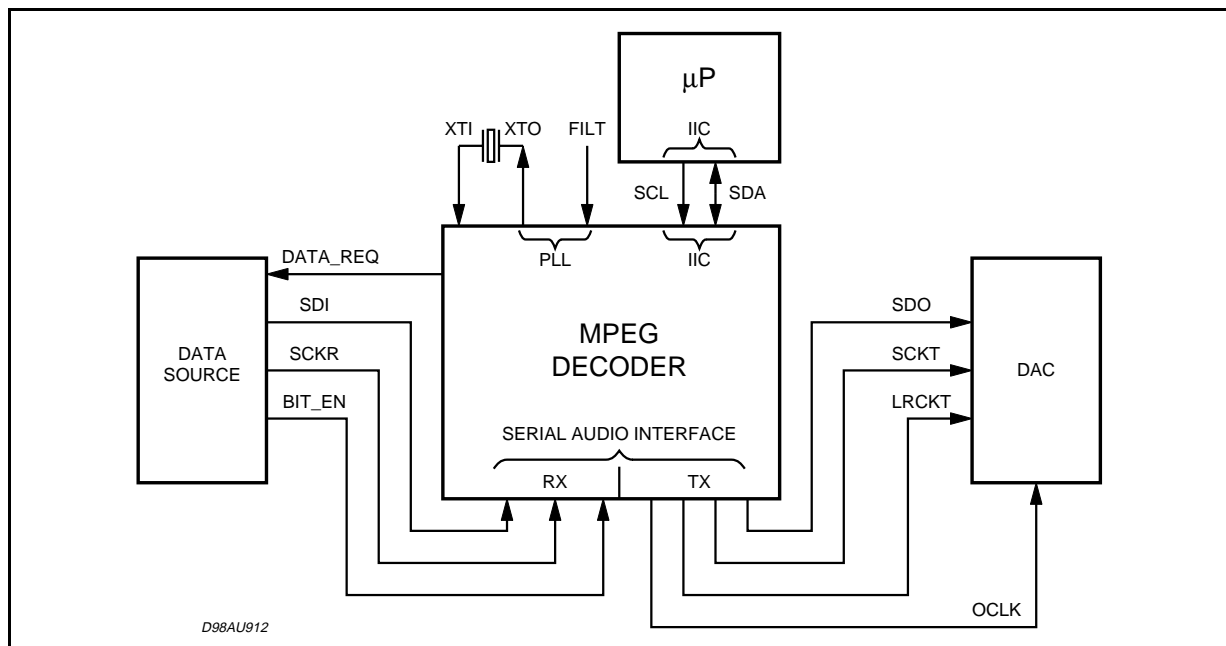 µP
XTI
XTO
FILT
IIC
SCL
SDA
DATA_REQ
PLL
IIC
SDI
SDO
MPEG
DECODER
DATA
SOURCE
SCKR
SCKT
DAC
BIT_EN
LRCKT
SERIAL AUDIO INTERFACE
RX
TX
OCLK
D98AU912